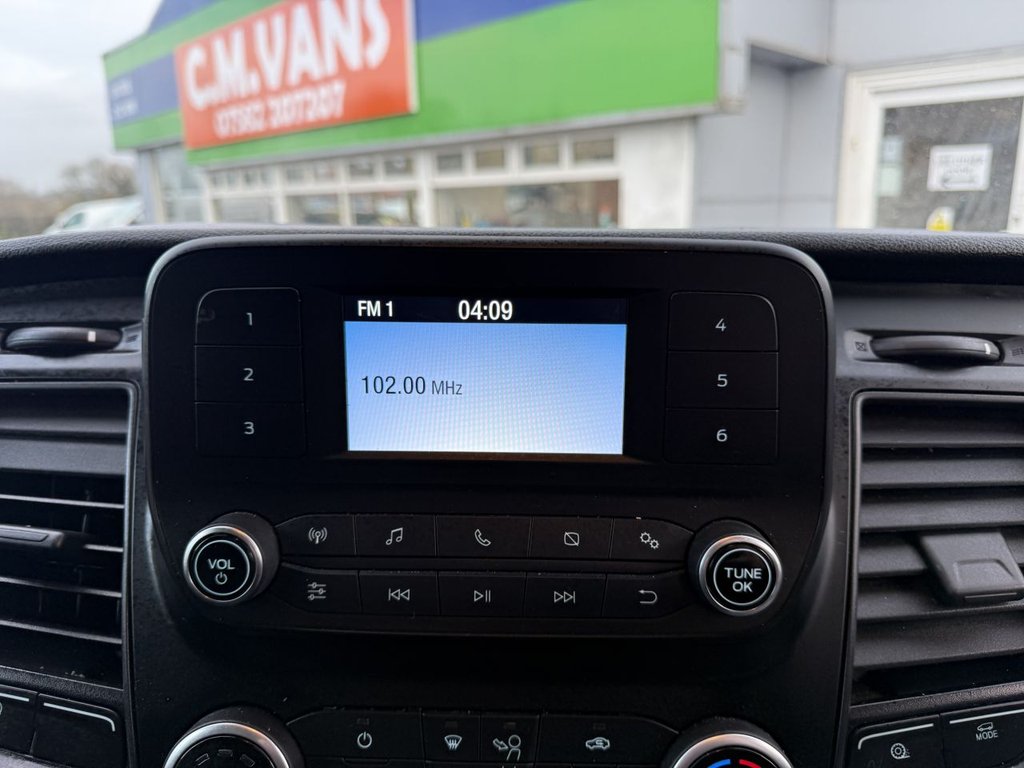 C.M.VANS
07562 207207
FM 1 04:09
102.00 MHz
1
2
3
4
5
6
VOL
TUNE
OK
MODE